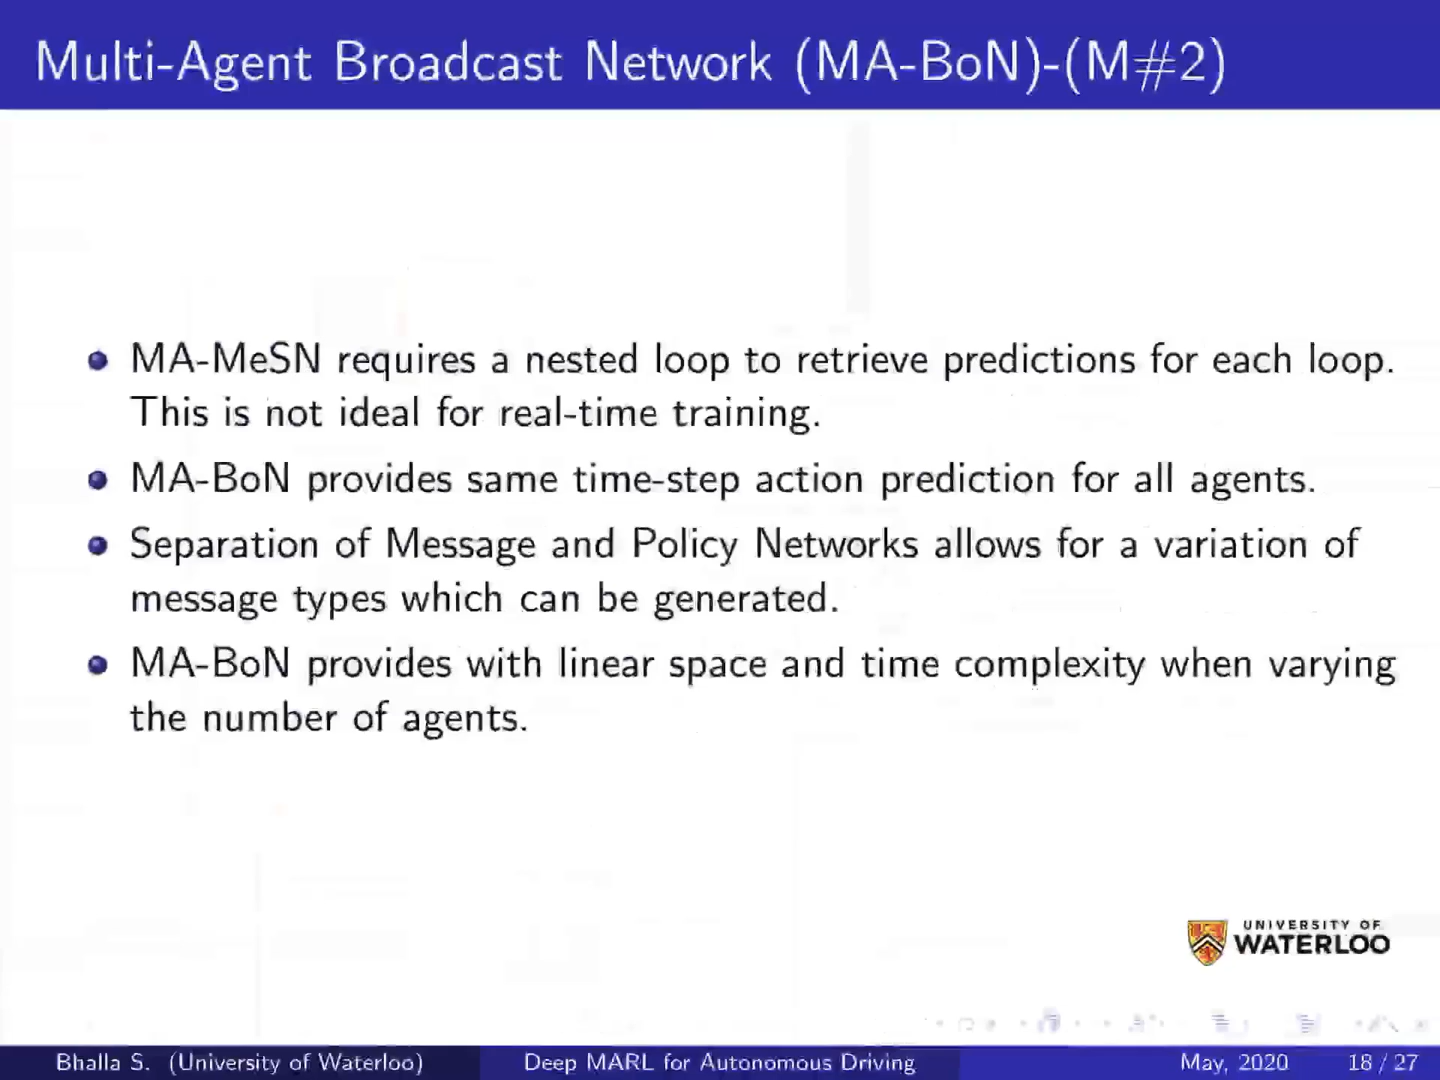 Multi-Agent Broadcast Network (MA-BoN)-(M#2)
MA-MeSN requires a nested loop to retrieve predictions for each loop.
This is not ideal for real-time training.
MA-BoN provides same time-step action prediction for all agents.
Separation of Message and Policy Networks allows for a variation of
message types which can be generated.
MA-BoN provides with linear space and time complexity when varying
the number of agents.
UNIVERSITY OF
WATERLOO
Bhalla S. (University of Waterloo) Deep MARL for Autonomous Driving May, 2020 18 / 27